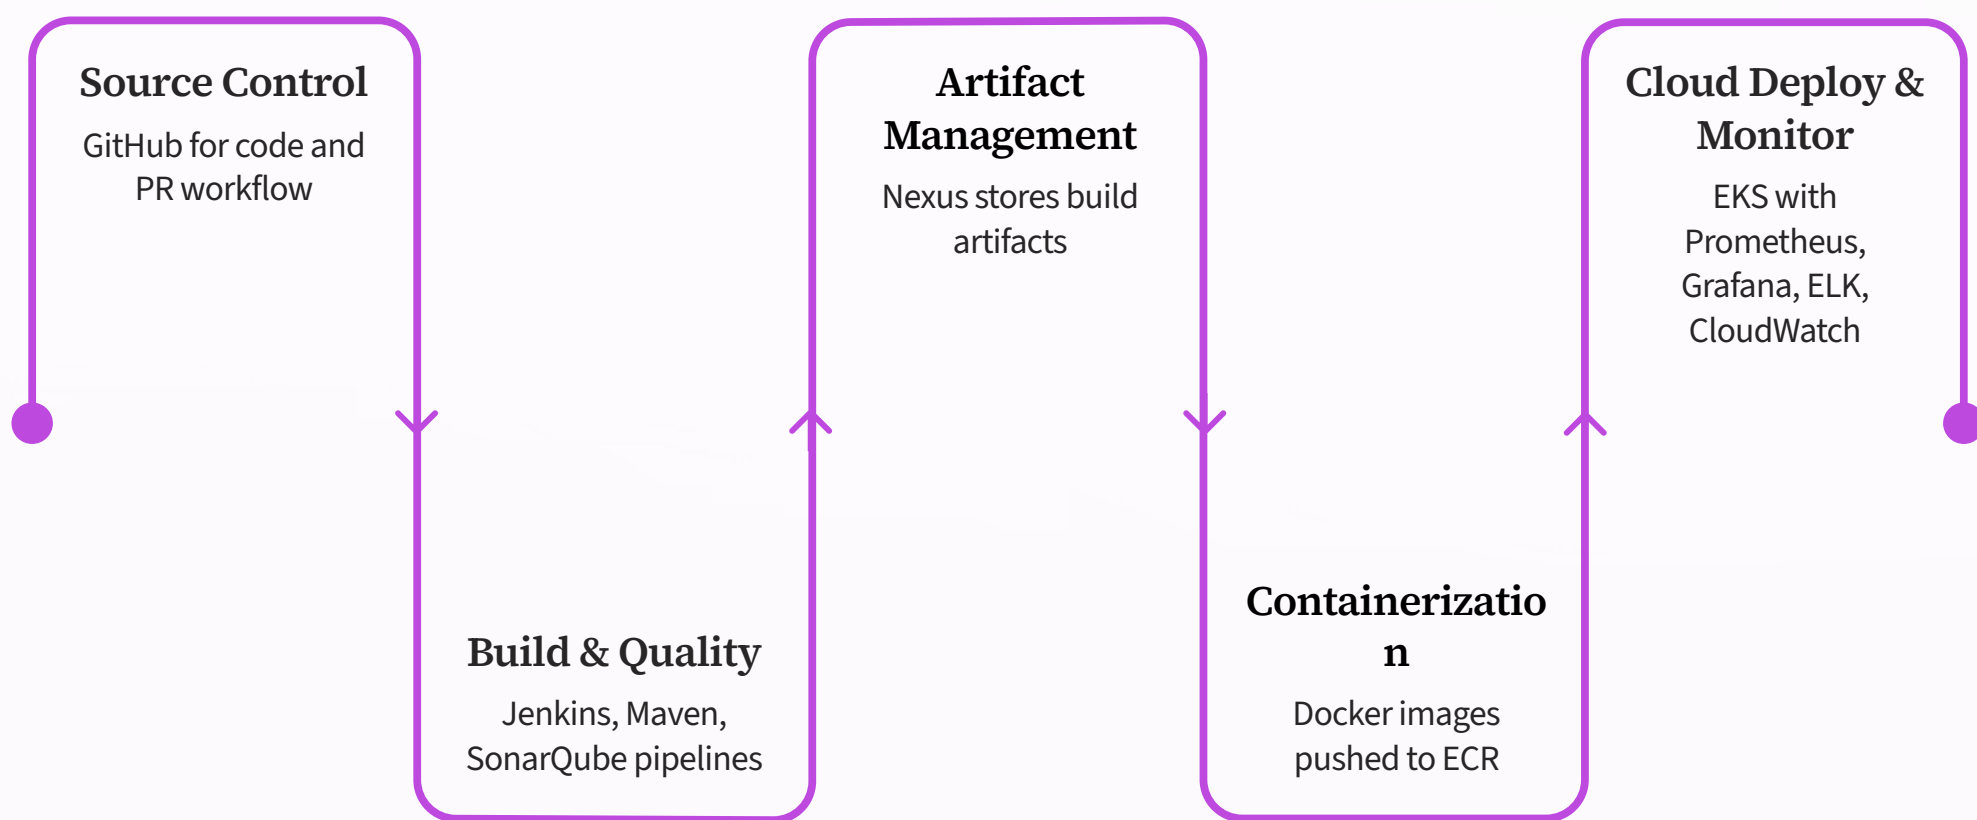 Source Control
GitHub for code and
PR workflow
Build & Quality
Jenkins, Maven,
SonarQube pipelines
Artifact
Management
Nexus stores build
artifacts
Containerizatio
n
Docker images
pushed to ECR
Cloud Deploy &
Monitor
EKS with
Prometheus,
Grafana, ELK,
CloudWatch